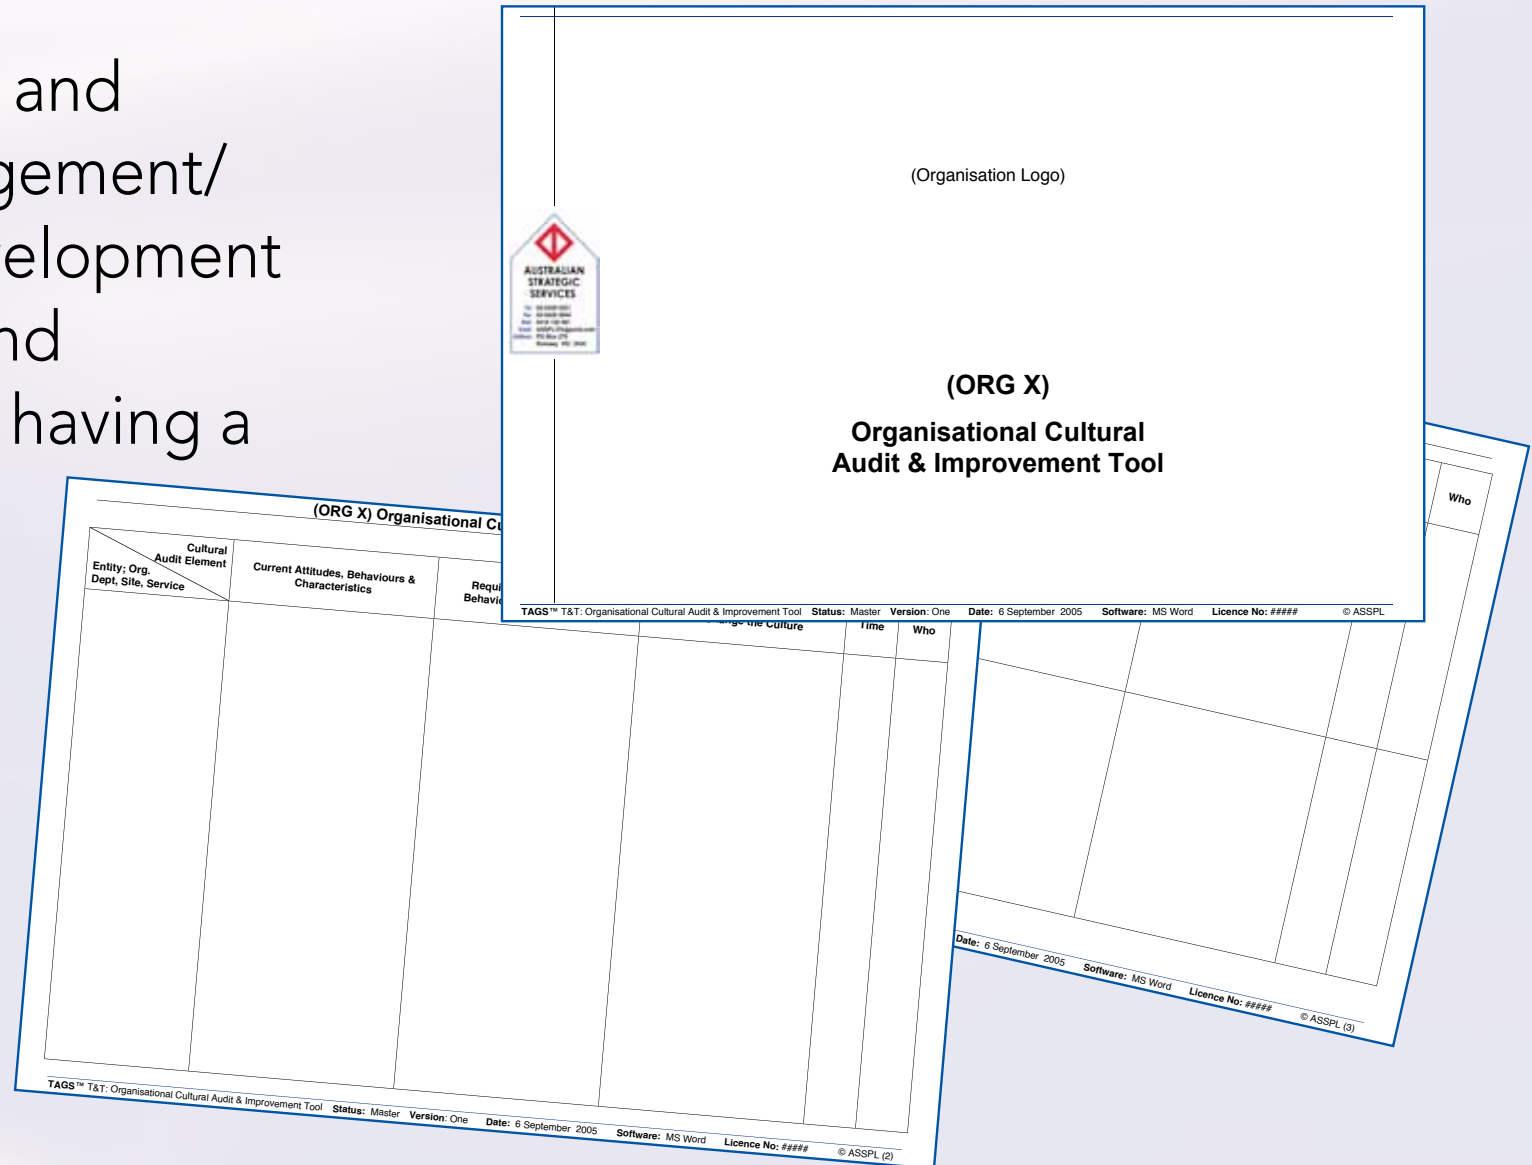 and
gement/
velopment
nd
having a
(Organisation Logo)
AUSTRALIAN
STRATEGIC
SERVICES
(ORG X)
Organisational Cultural
Audit & Improvement Tool
TAGS™ T&T: Organisational Cultural Audit & Improvement Tool Status: Master Version: One Date: 6 September 2005 Software: MS Word Licence No: ##### © ASSPL
(ORG X) Organisational Cu
Cultural
Audit Element
Entity; Org.
Dept, Site, Service
Current Attitudes, Behaviours &
Characteristics
Requi
Behavio
the Culture
Time
Who
TAGS™ T&T: Organisational Cultural Audit & Improvement Tool Status: Master Version: One Date: 6 September 2005 Software: MS Word Licence No: ##### © ASSPL (2)
Who
Date: 6 September 2005 Software: MS Word Licence No: ##### © ASSPL (3)